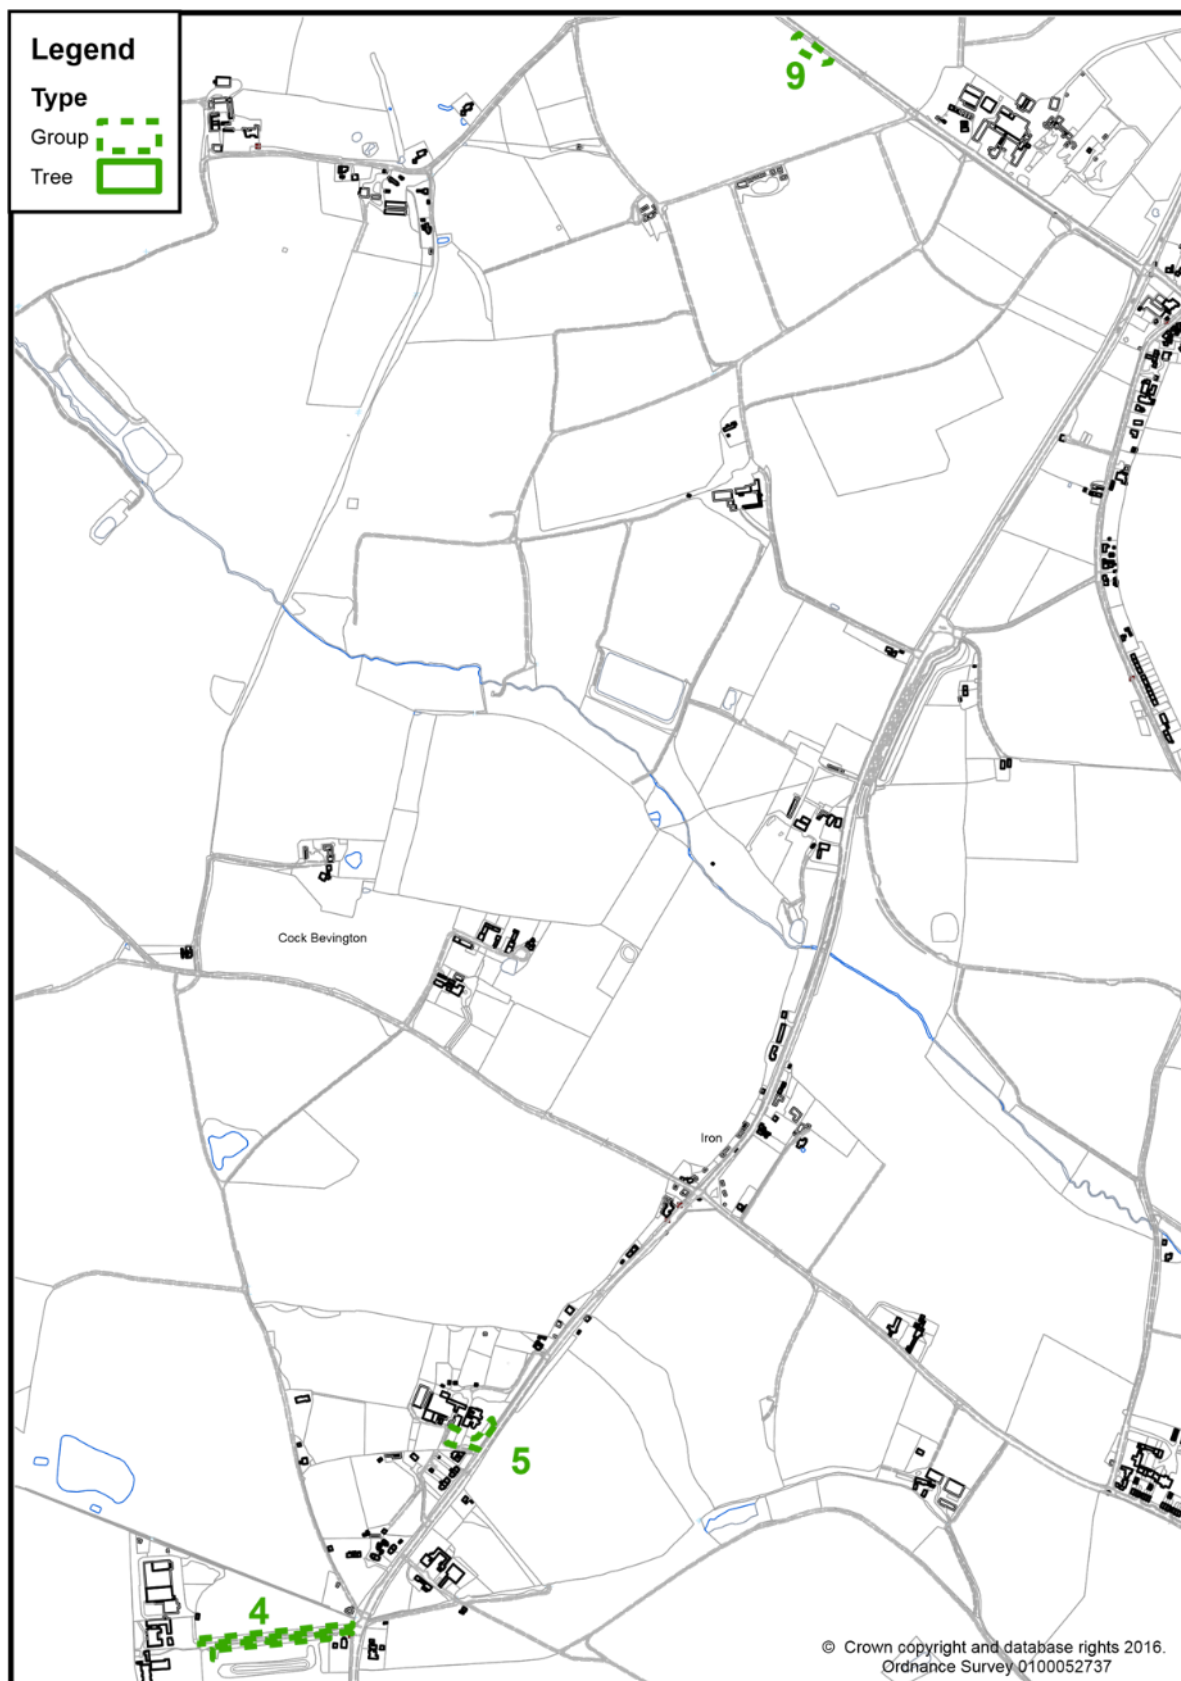 Legend
Type
Group
Tree
9
Cock Bevington
Iron
5
4
© Crown copyright and database rights 2016.
Ordnance Survey 0100052737